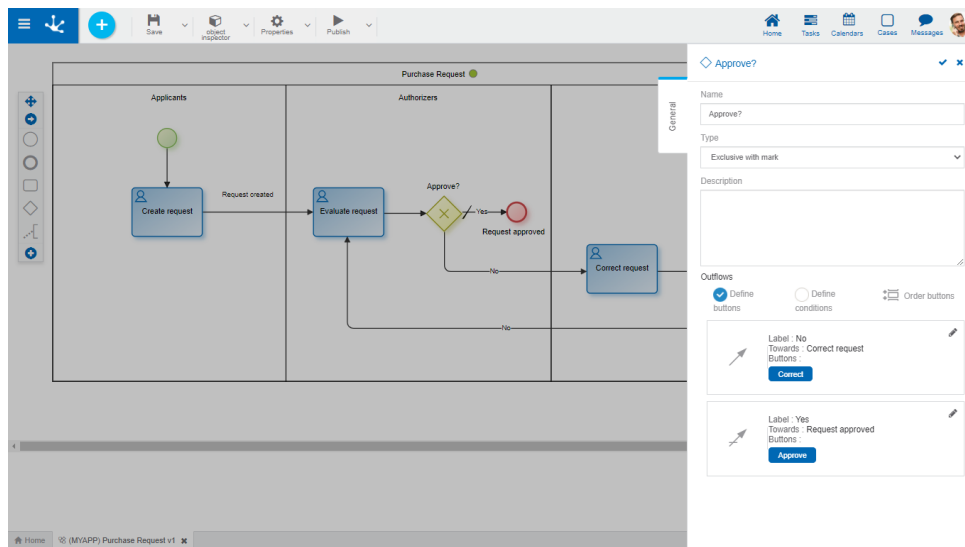 Save
object
inspector
Properties
Publish
Home
Tasks
Calendars
Cases
Messages
Purchase Request
Applicants
Authorizers
Create request
Request created
Evaluate request
Approve?
Yes
Request approved
No
Correct request
No
General
Approve?
Name
Approve?
Type
Exclusive with mark
Description
Outflows
Define
buttons
Define
conditions
Order buttons
Label : No
Towards : Correct request
Buttons :
Correct
Label : Yes
Towards : Request approved
Buttons :
Approve
Home
(MYAPP) Purchase Request v1